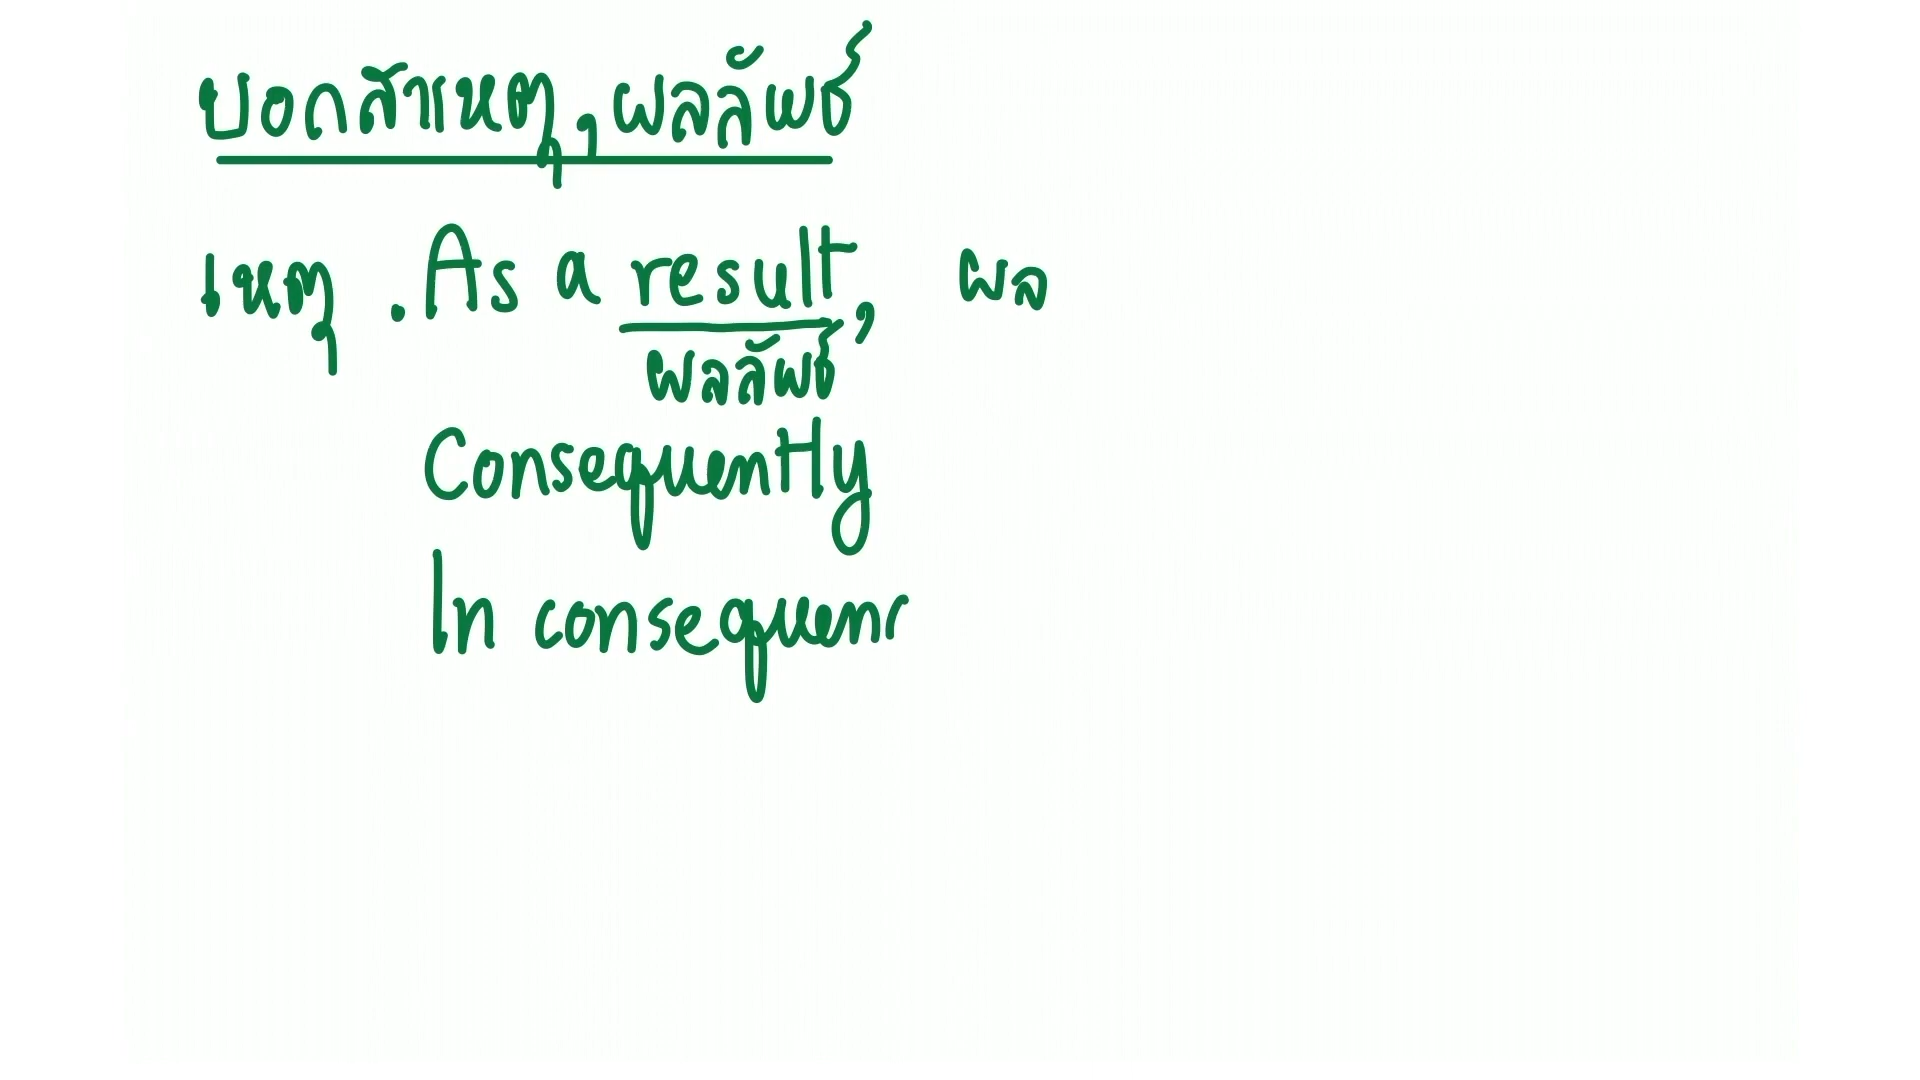 บอกสาเหตุ, ผลลัพธ์
เหตุ . As a result, ผล
ผลลัพธ์
Consequently
In consequenc